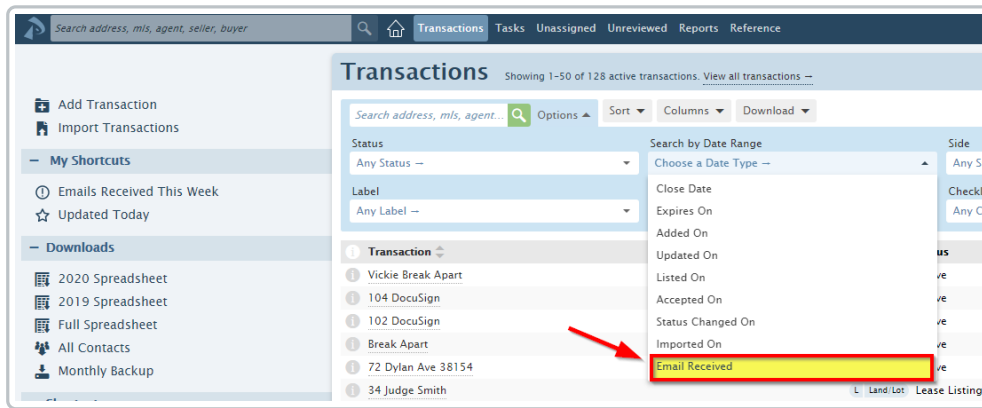 Search address, mls, agent, seller, buyer
Transactions Tasks Unassigned Unreviewed Reports Reference
Add Transaction
Import Transactions
My Shortcuts
Emails Received This Week
Updated Today
Downloads
2020 Spreadsheet
2019 Spreadsheet
Full Spreadsheet
All Contacts
Monthly Backup
Transactions Showing 1-50 of 128 active transactions. View all transactions →
Search address, mls, agent... Options Sort Columns Download
Status Search by Date Range Side
Any Status → Choose a Date Type → Any S
Label Check
Any Label → Any C
Close Date
Expires On
Added On
Updated On
Listed On
Accepted On
Status Changed On
Imported On
Email Received
Transaction us
Vickie Break Apart ve
104 DocuSign ve
102 DocuSign ve
Break Apart ve
72 Dylan Ave 38154 ve
34 Judge Smith L Land/Lot Lease Listing